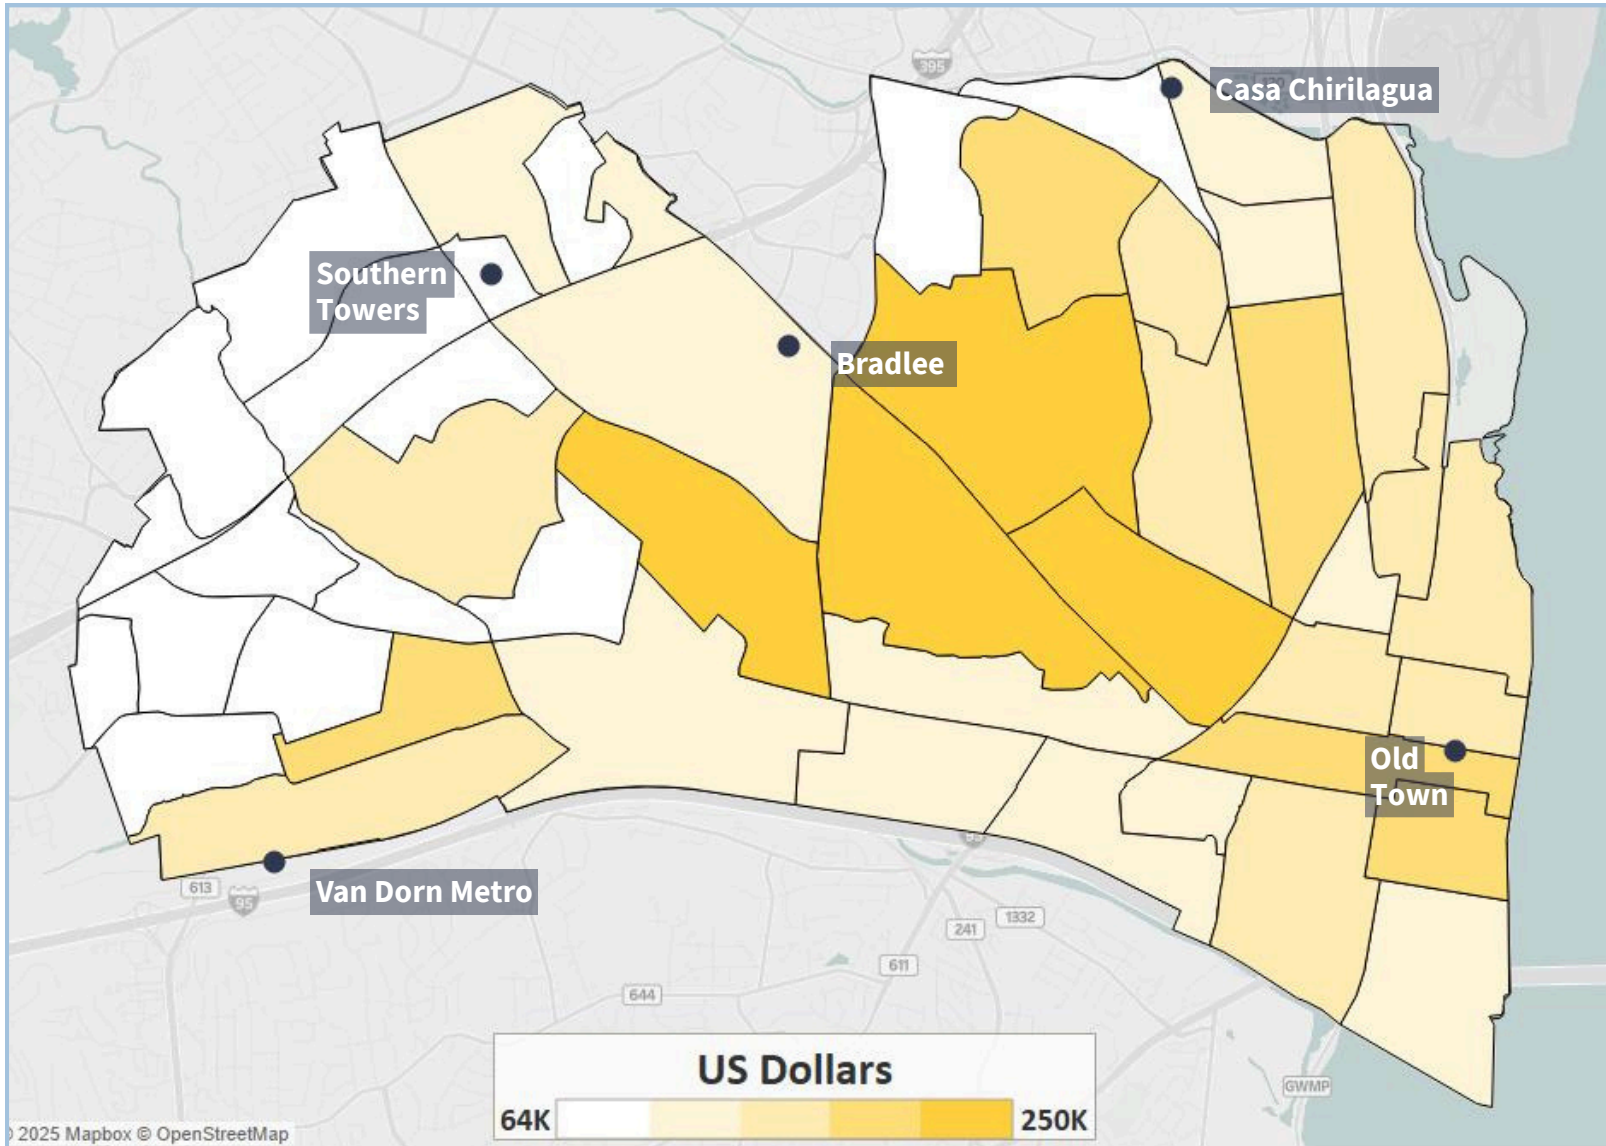 395
Casa Chirilagua
Southern
Towers
Bradlee
Old
Town
613
95
Van Dorn Metro
241
1332
611
644
US Dollars
64K
250K
GWMP
2025 Mapbox © OpenStreetMap